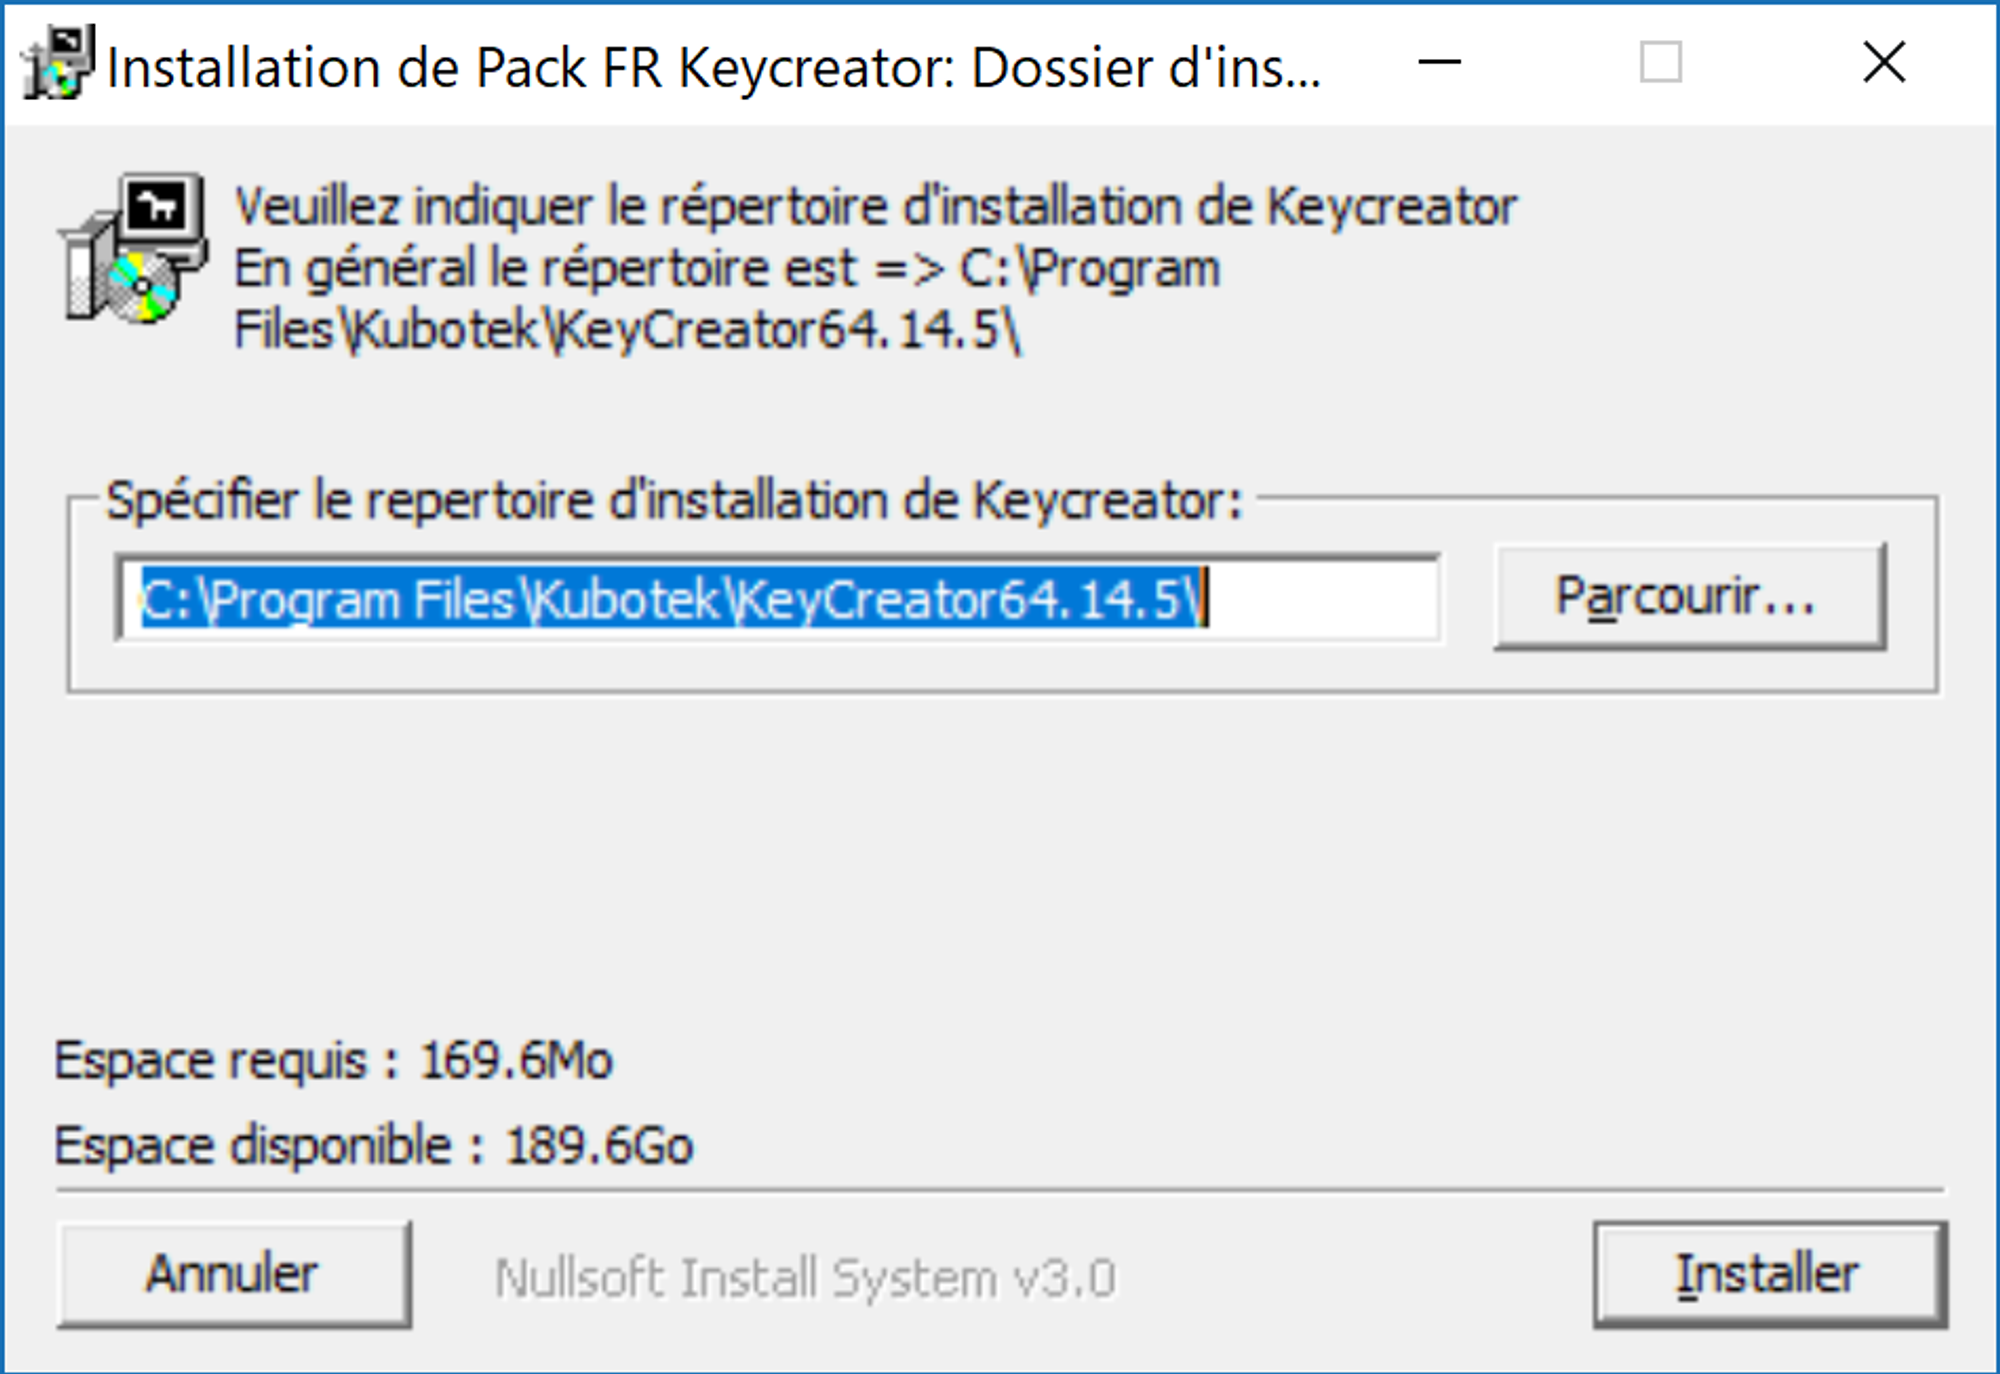 Installation de Pack FR Keycreator: Dossier d'ins...
Veuillez indiquer le répertoire d'installation de Keycreator
En général le répertoire est => C:\Program
Files\Kubotek\KeyCreator64.14.5\
Spécifier le repertoire d'installation de Keycreator:
C:\Program Files\Kubotek\KeyCreator64.14.5\
Parcourir...
Espace requis : 169.6Mo
Espace disponible : 189.6Go
Annuler
Nullsoft Install System v3.0
Installer